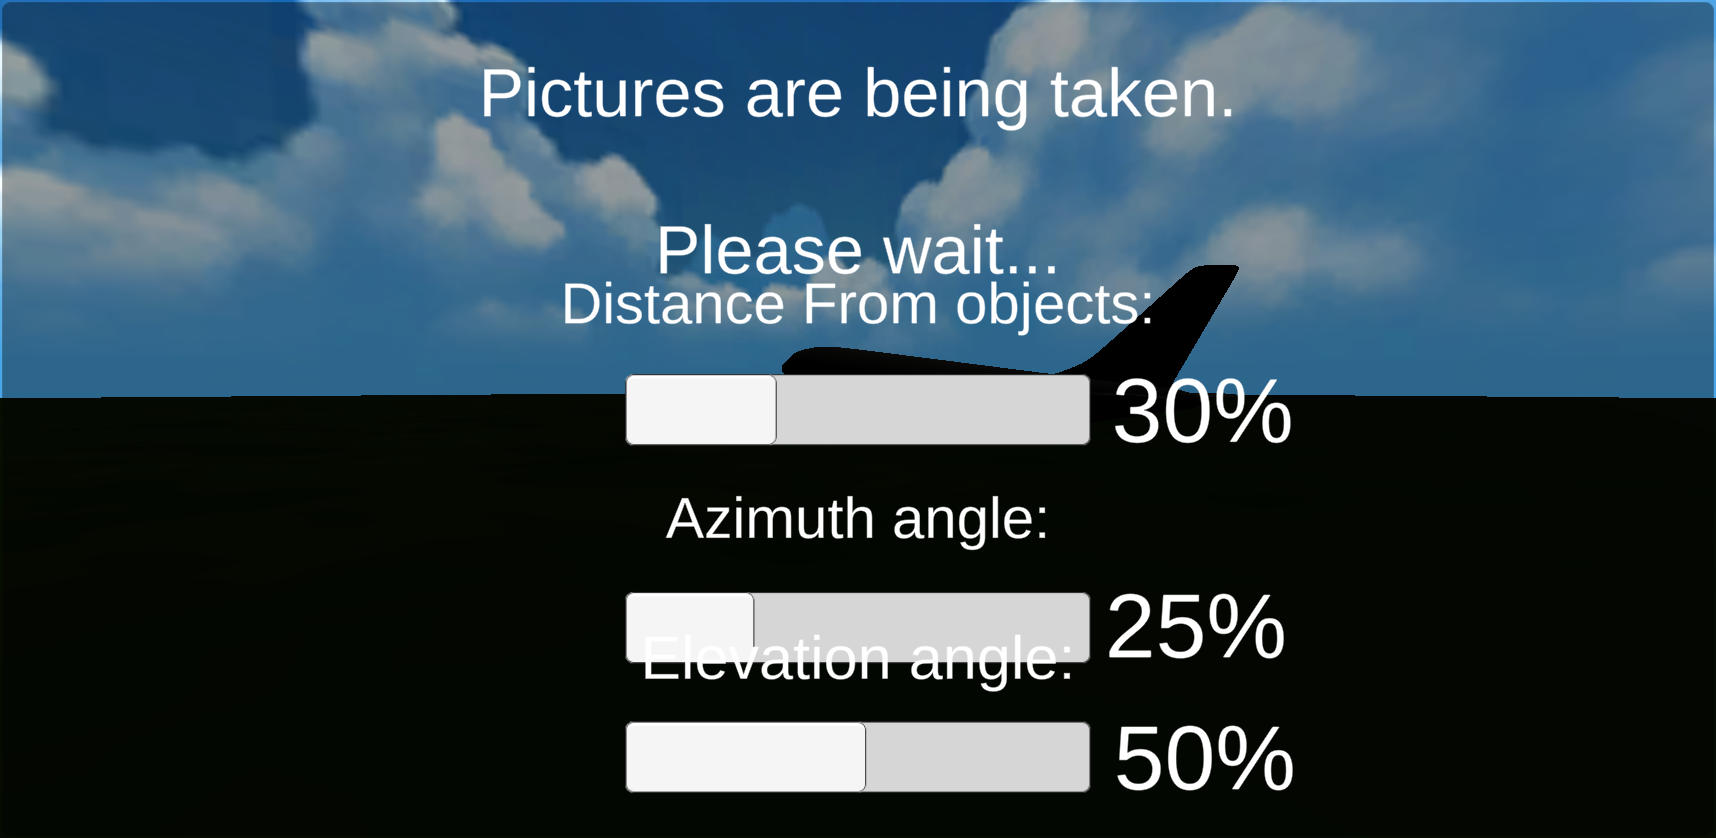 Pictures are being taken.
Please wait...
Distance From objects:
30%
Azimuth angle:
25%
Elevation angle:
50%